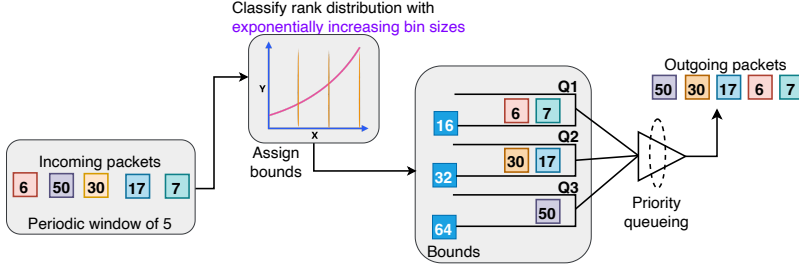 Classify rank distribution with
exponentially increasing bin sizes
Y
X
Assign
bounds
Incoming packets
6 50 30 17 7
Periodic window of 5
Q1
6 7
16
Q2
30 17
32
Q3
50
64
Bounds
Priority
queueing
Outgoing packets
50 30 17 6 7